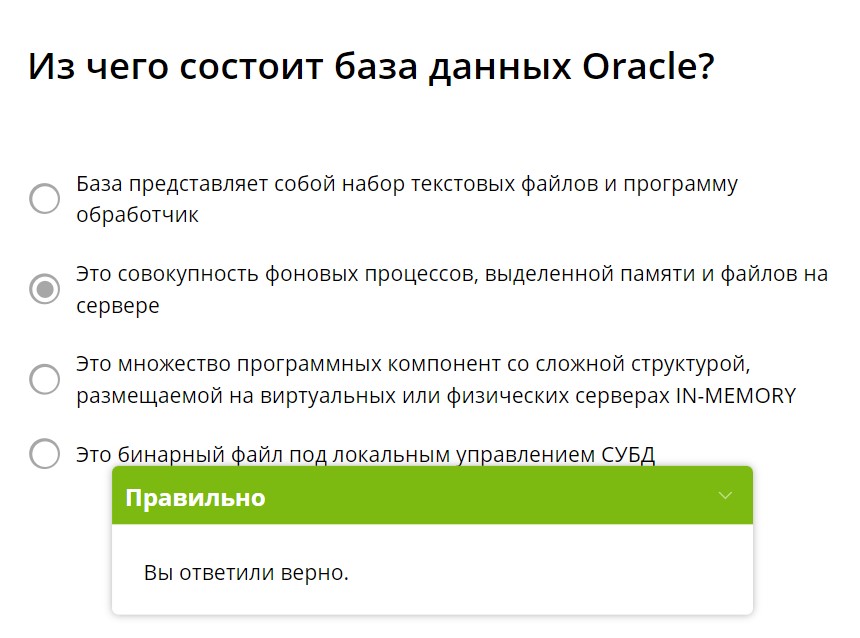 Из чего состоит база данных Oracle?
База представляет собой набор текстовых файлов и программу
обработчик
Это совокупность фоновых процессов, выделенной памяти и файлов на
сервере
Это множество программных компонент со сложной структурой,
размещаемой на виртуальных или физических серверах IN-MEMORY
Это бинарный файл под локальным управлением СУБД
Правильно
Вы ответили верно.